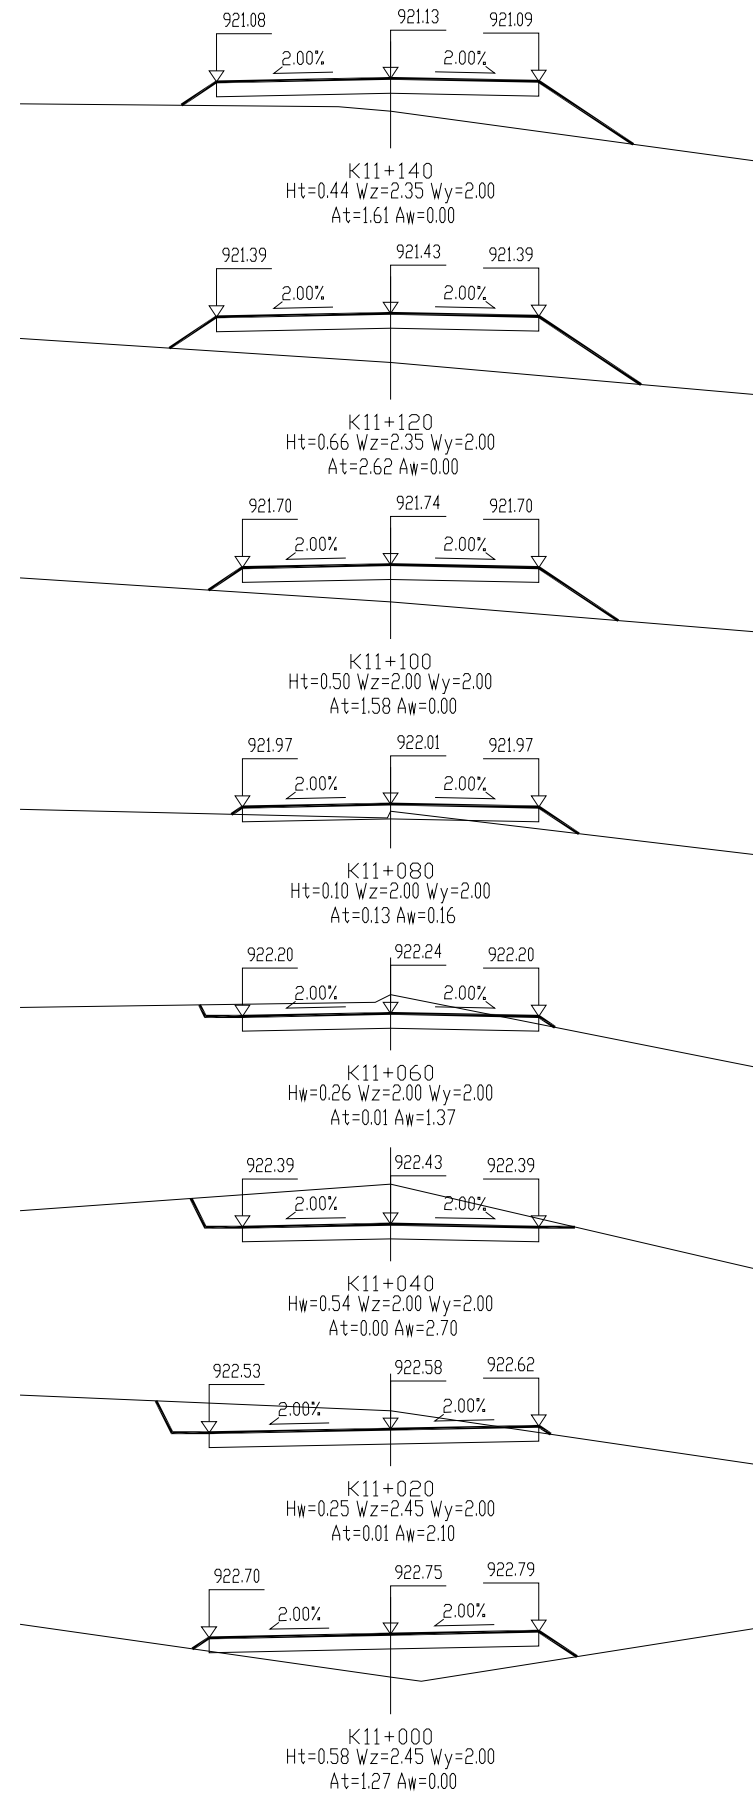 921.08 921.13 921.09
2.00% 2.00%
K11+140
Ht=0.44 Wz=2.35 Wy=2.00
At=1.61 Aw=0.00
921.39 921.43 921.39
2.00% 2.00%
K11+120
Ht=0.66 Wz=2.35 Wy=2.00
At=2.62 Aw=0.00
921.70 921.74 921.70
2.00% 2.00%
K11+100
Ht=0.50 Wz=2.00 Wy=2.00
At=1.58 Aw=0.00
921.97 922.01 921.97
2.00% 2.00%
K11+080
Ht=0.10 Wz=2.00 Wy=2.00
At=0.13 Aw=0.16
922.20 922.24 922.20
2.00% 2.00%
K11+060
Hw=0.26 Wz=2.00 Wy=2.00
At=0.01 Aw=1.37
922.39 922.43 922.39
2.00% 2.00%
K11+040
Hw=0.54 Wz=2.00 Wy=2.00
At=0.00 Aw=2.70
922.53 922.58 922.62
2.00% 2.00%
K11+020
Hw=0.25 Wz=2.45 Wy=2.00
At=0.01 Aw=2.10
922.70 922.75 922.79
2.00% 2.00%
K11+000
Ht=0.58 Wz=2.45 Wy=2.00
At=1.27 Aw=0.00